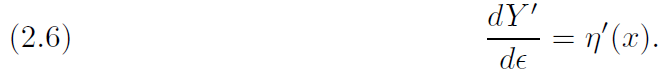 (2.6) dY′/dϵ = η′(x).